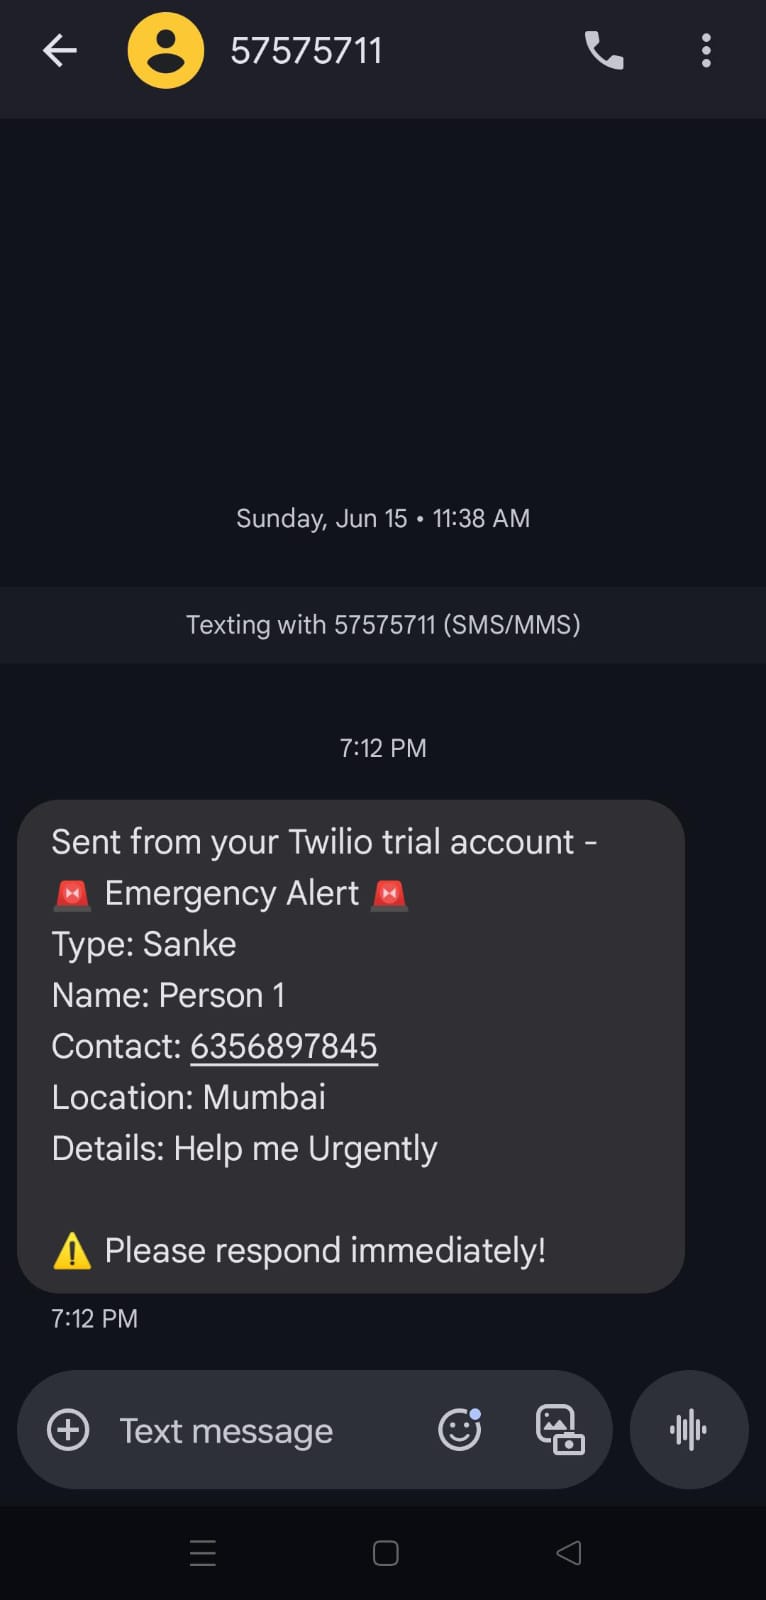 57575711
Sunday, Jun 15 • 11:38 AM
Texting with 57575711 (SMS/MMS)
7:12 PM
Sent from your Twilio trial account -
🚨 Emergency Alert 🚨
Type: Sanke
Name: Person 1
Contact: 6356897845
Location: Mumbai
Details: Help me Urgently
⚠️ Please respond immediately!
7:12 PM
Text message